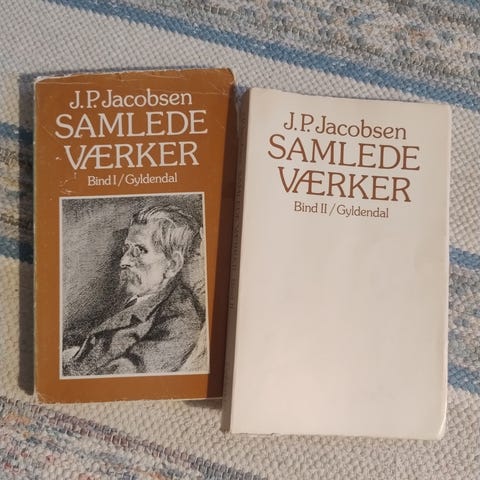 J.P. Jacobsen
SAMLEDE
VÆRKER
Bind I / Gyldendal
J.P. Jacobsen
SAMLEDE
VÆRKER
Bind II / Gyldendal